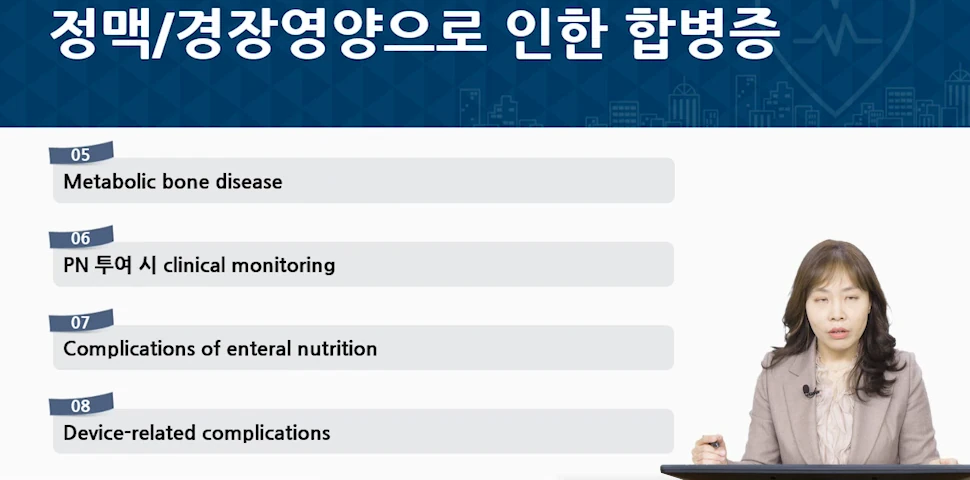 정맥/경장영양으로 인한 합병증
05
Metabolic bone disease
06
PN 투여 시 clinical monitoring
07
Complications of enteral nutrition
08
Device-related complications